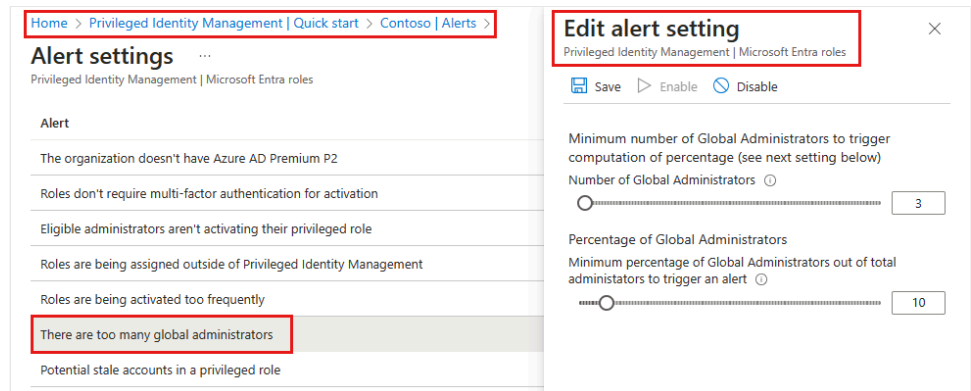 Home > Privileged Identity Management | Quick start > Contoso | Alerts >
Alert settings ...
Privileged Identity Management | Microsoft Entra roles
Alert
The organization doesn't have Azure AD Premium P2
Roles don't require multi-factor authentication for activation
Eligible administrators aren't activating their privileged role
Roles are being assigned outside of Privileged Identity Management
Roles are being activated too frequently
There are too many global administrators
Potential stale accounts in a privileged role
Edit alert setting
Privileged Identity Management | Microsoft Entra roles
Save Enable Disable
Minimum number of Global Administrators to trigger
computation of percentage (see next setting below)
Number of Global Administrators
3
Percentage of Global Administrators
Minimum percentage of Global Administrators out of total
administators to trigger an alert
10